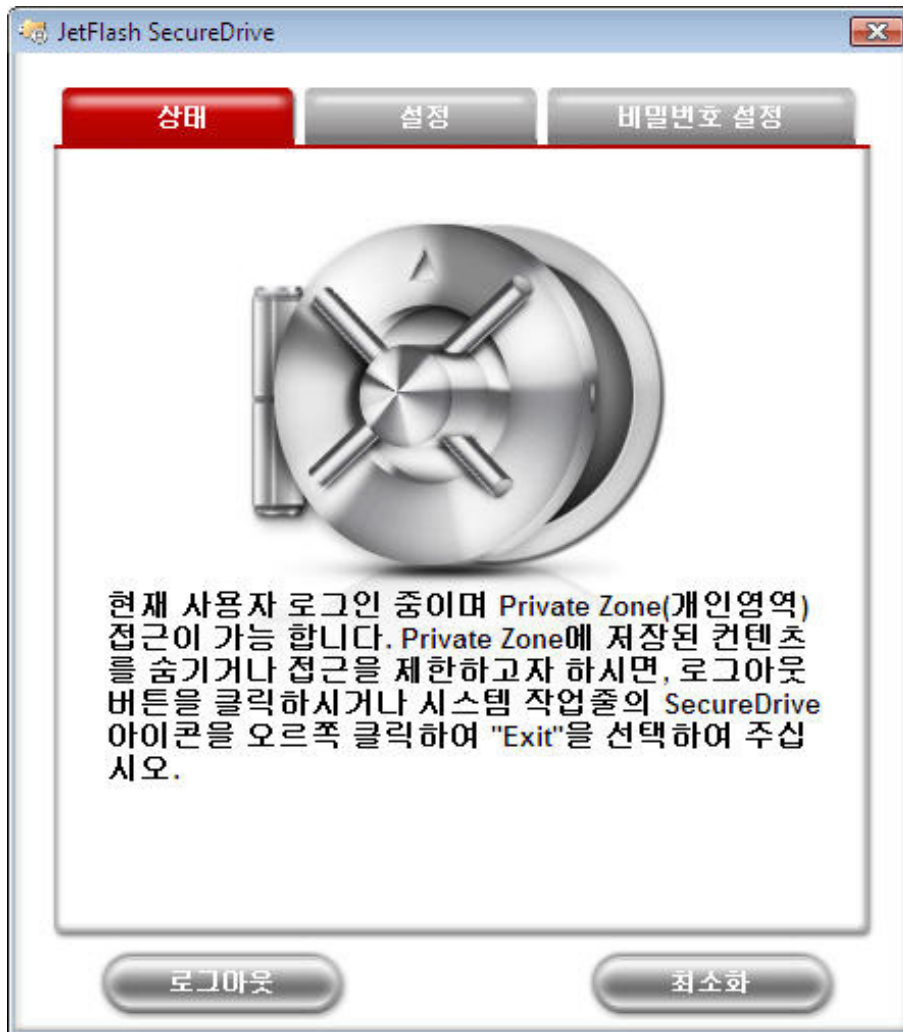 JetFlash SecureDrive
상태
설정
비밀번호 설정
현재 사용자 로그인 중이며 Private Zone(개인영역)
접근이 가능 합니다. Private Zone에 저장된 컨텐츠
를 숨기거나 접근을 제한하고자 하시면, 로그아웃
버튼을 클릭하시거나 시스템 작업줄의 SecureDrive
아이콘을 오르쪽 클릭하여 "Exit"을 선택하여 주십
시오.
로그아웃
최소화